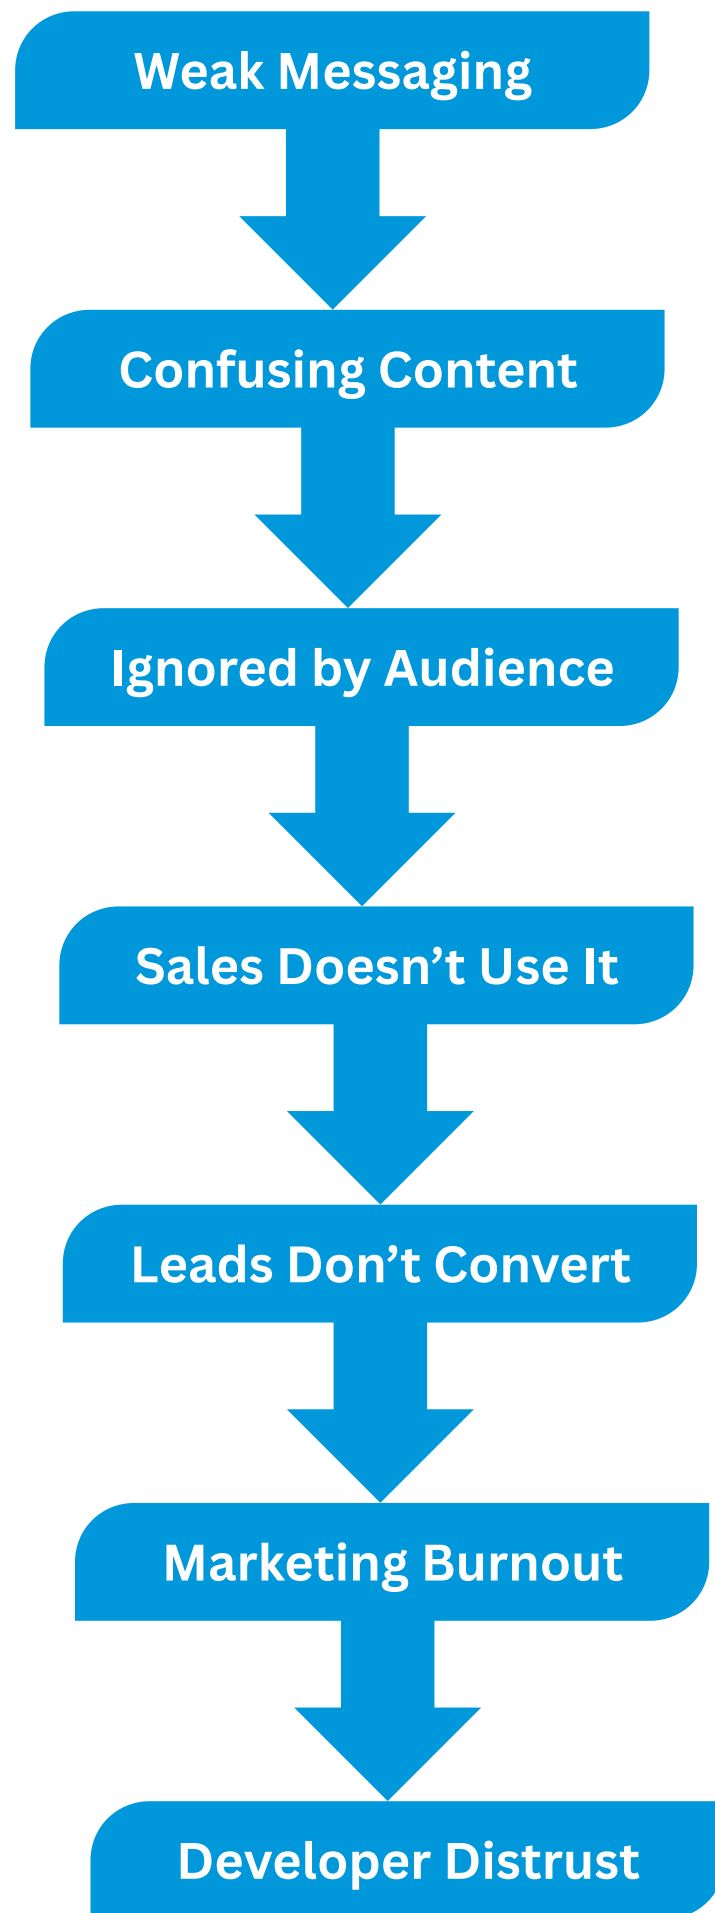 Weak Messaging
Confusing Content
Ignored by Audience
Sales Doesn’t Use It
Leads Don’t Convert
Marketing Burnout
Developer Distrust